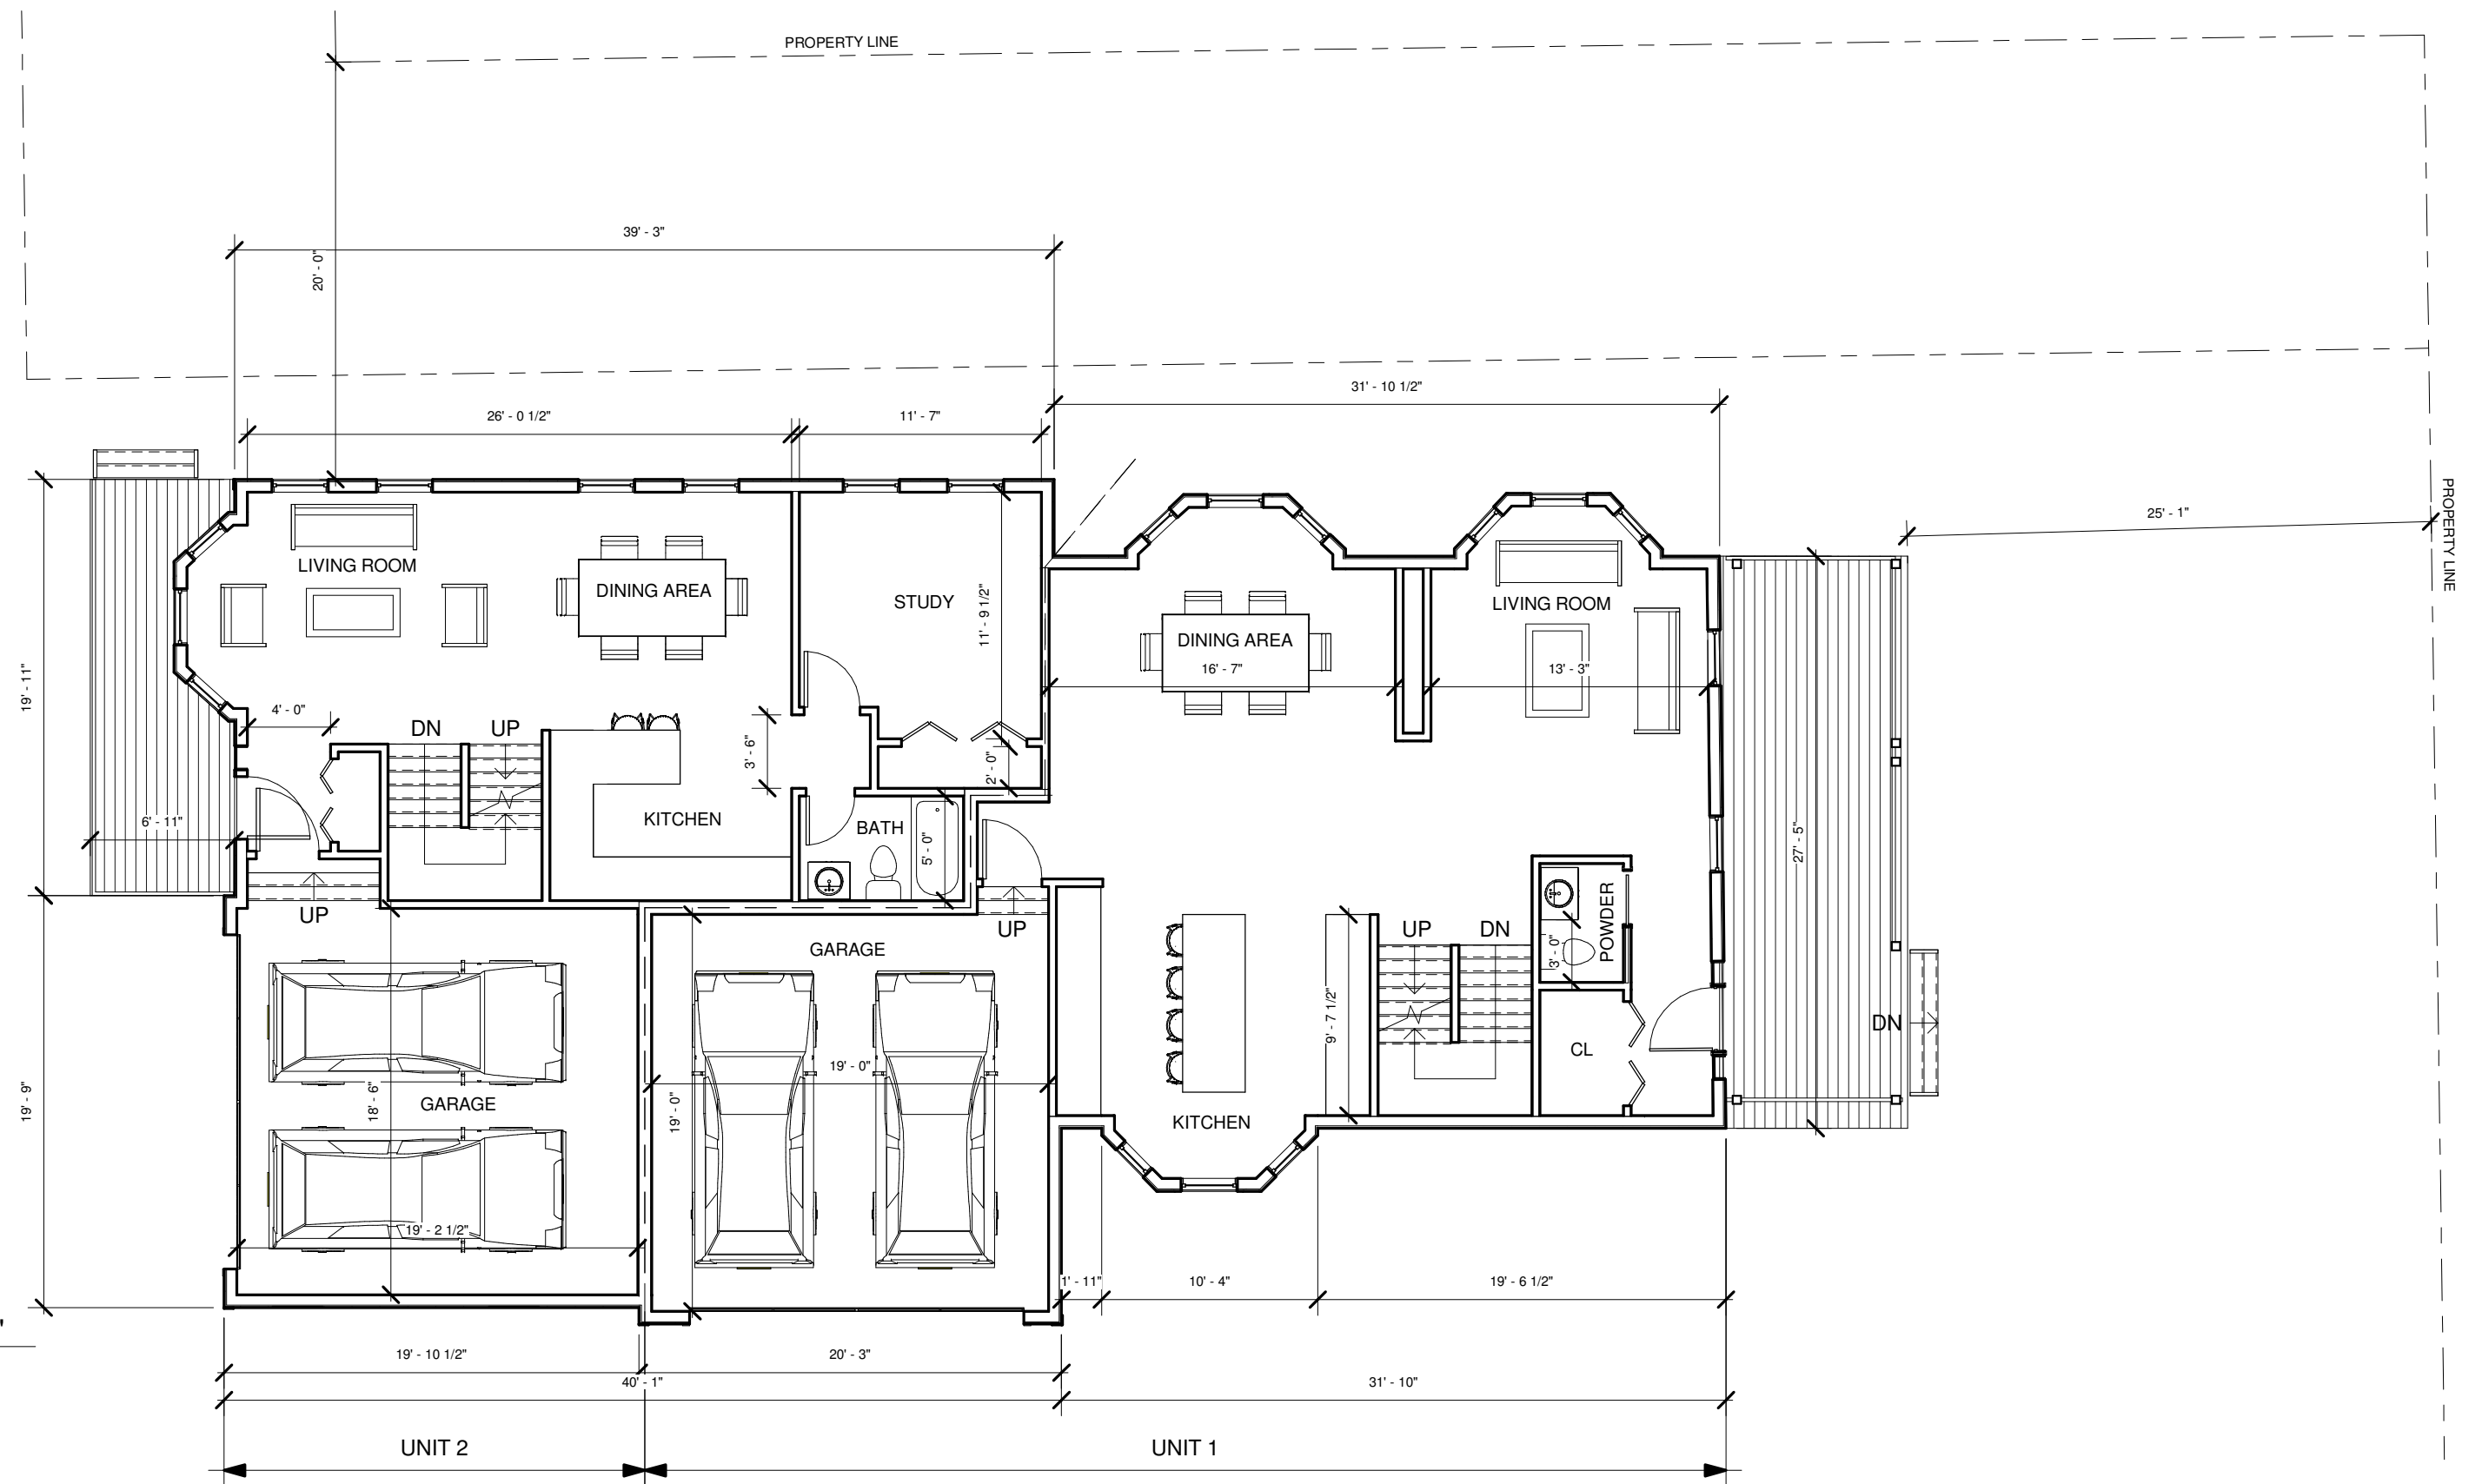 PROPERTY LINE
39' - 3"
20' - 0"
31' - 10 1/2"
26' - 0 1/2"
11' - 7"
PROPERTY LINE
25' - 1"
LIVING ROOM
DINING AREA
STUDY
11' - 9 1/2"
LIVING ROOM
DINING AREA
16' - 7"
13' - 3"
19' - 11"
4' - 0"
DN
UP
3' - 6"
2' - 0"
6' - 11"
KITCHEN
BATH
5' - 0"
27' - 5"
UP
UP
UP
DN
POWDER
3' - 0"
GARAGE
DN
9' - 7 1/2"
CL
19' - 0"
19' - 9"
18' - 6"
GARAGE
19' - 0"
KITCHEN
19' - 2 1/2"
1' - 11"
10' - 4"
19' - 6 1/2"
"
19' - 10 1/2"
20' - 3"
40' - 1"
31' - 10"
UNIT 2
UNIT 1